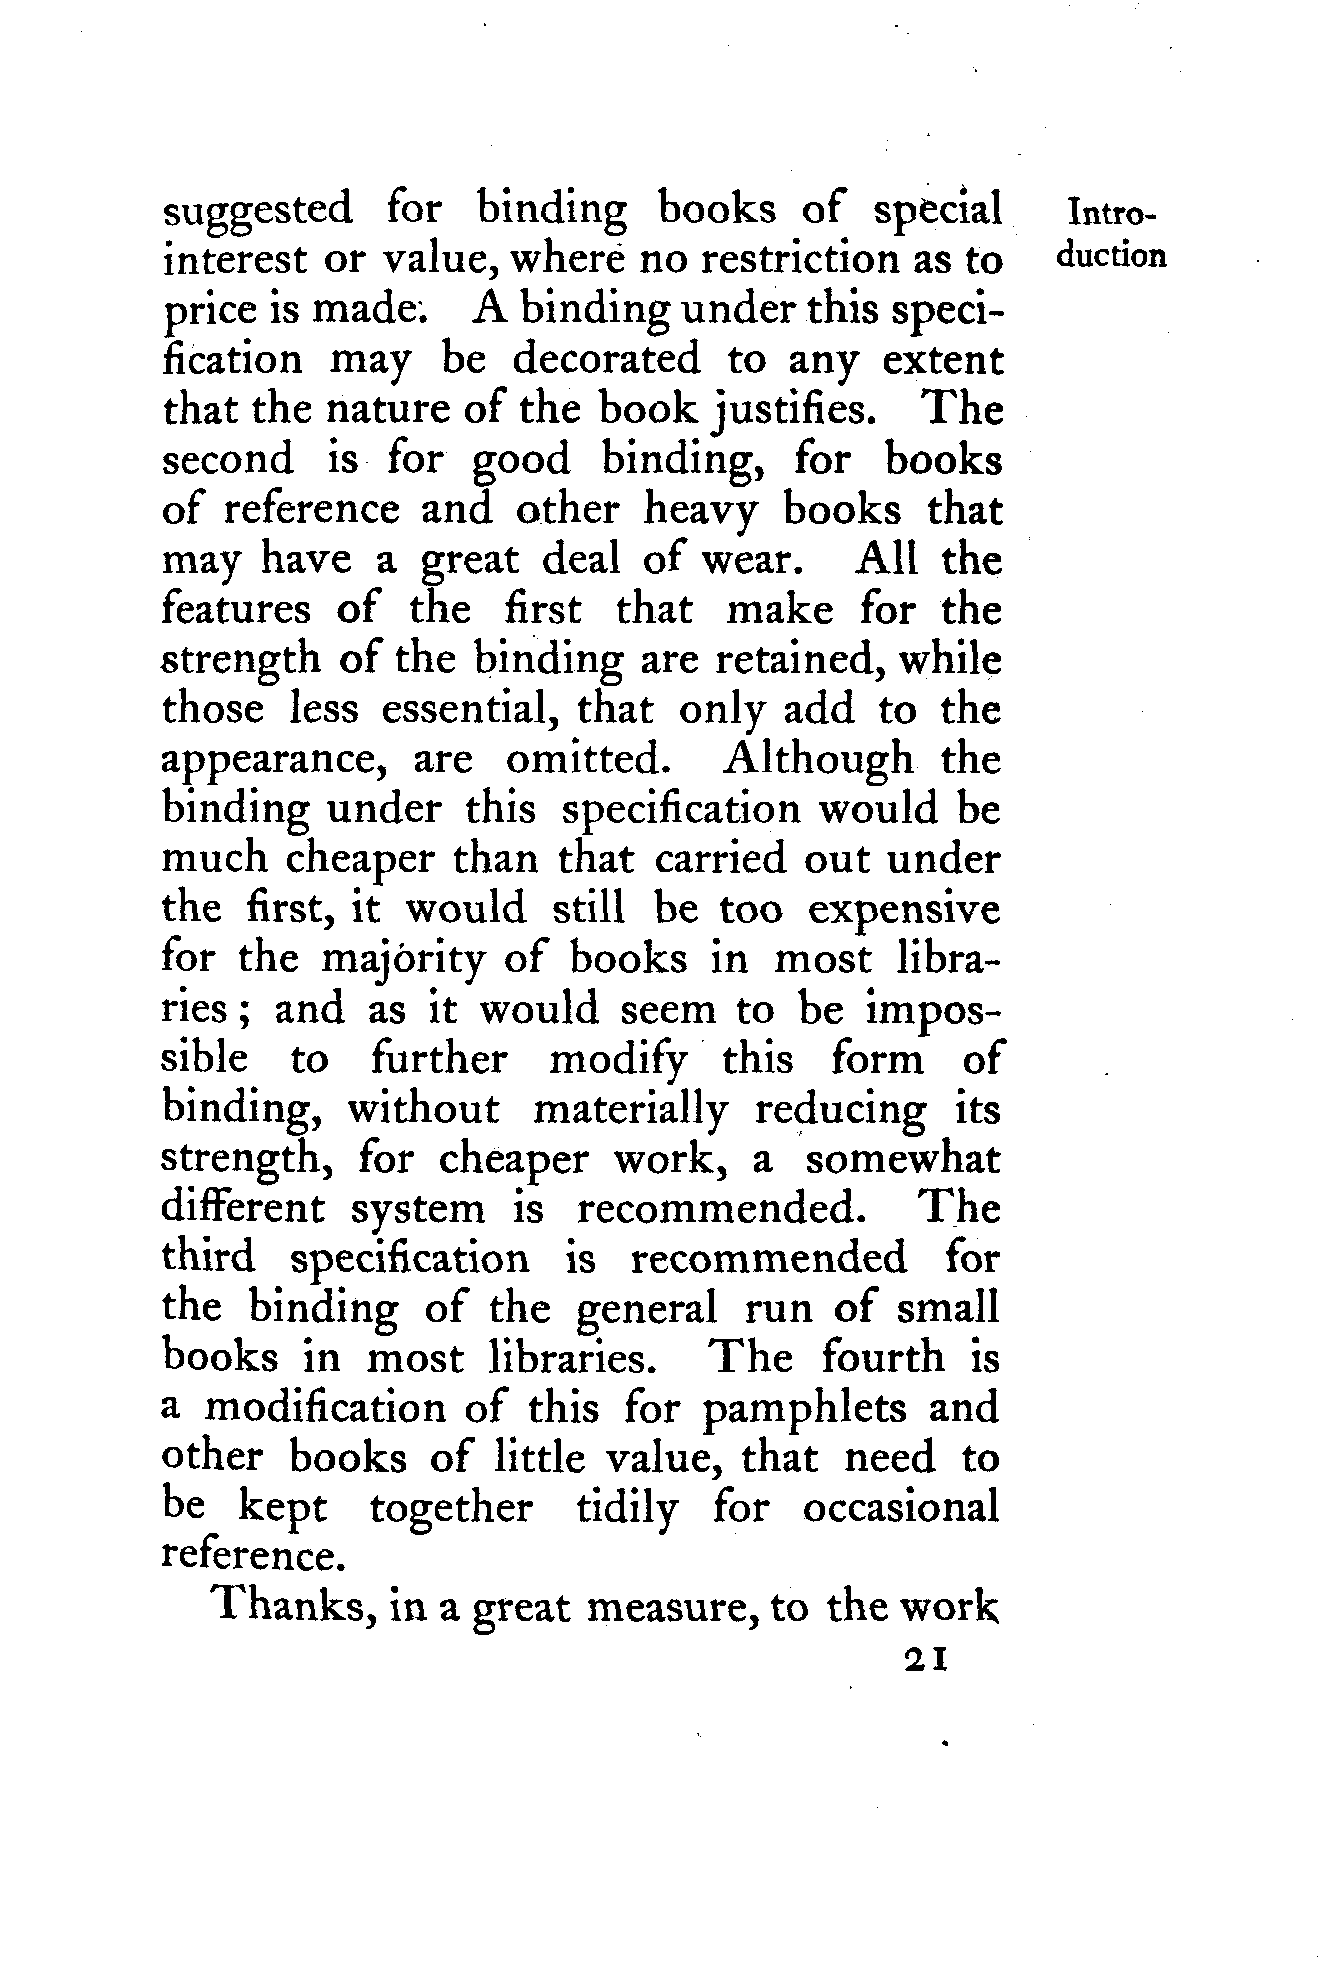 suggested for binding books of special
interest or value, where no restriction as to
price is made. A binding under this speci-
fication may be decorated to any extent
that the nature of the book justifies. The
second is for good binding, for books
of reference and other heavy books that
may have a great deal of wear. All the
features of the first that make for the
strength of the binding are retained, while
those less essential, that only add to the
appearance, are omitted. Although the
binding under this specification would be
much cheaper than that carried out under
the first, it would still be too expensive
for the majority of books in most libra-
ries ; and as it would seem to be impos-
sible to further modify this form of
binding, without materially reducing its
strength, for cheaper work, a somewhat
different system is recommended. The
third specification is recommended for
the binding of the general run of small
books in most libraries. The fourth is
a modification of this for pamphlets and
other books of little value, that need to
be kept together tidily for occasional
reference.
Thanks, in a great measure, to the work
21
Intro-
duction